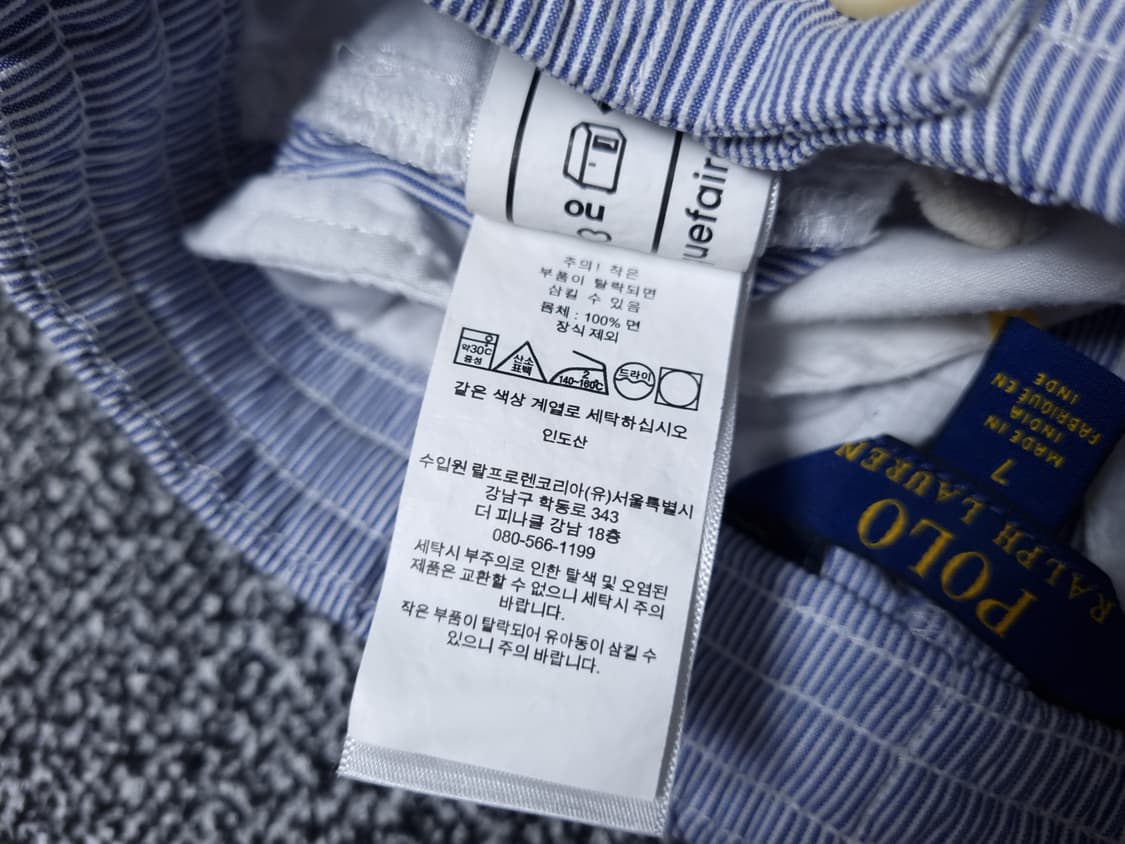 ou
추의! 작은
부품이 탈락되면
삼킬 수 있음
몸체 : 100% 면
장식 제외
약30℃
중성
산소
표백
2
140~160℃
드라이
같은 색상 계열로 세탁하십시오
인도산
수입원 랄프로렌코리아(유)서울특별시
강남구 학동로 343
더 피나클 강남 18층
080-566-1199
세탁시 부주의로 인한 탈색 및 오염된
제품은 교환할 수 없으니 세탁시 주의
바랍니다.
작은 부품이 탈락되어 유아동이 삼킬 수
있으니 주의 바랍니다.
POLO
RALPH LAUREN
7
MADE IN
INDIA
FABRIQUÉ EN
INDE